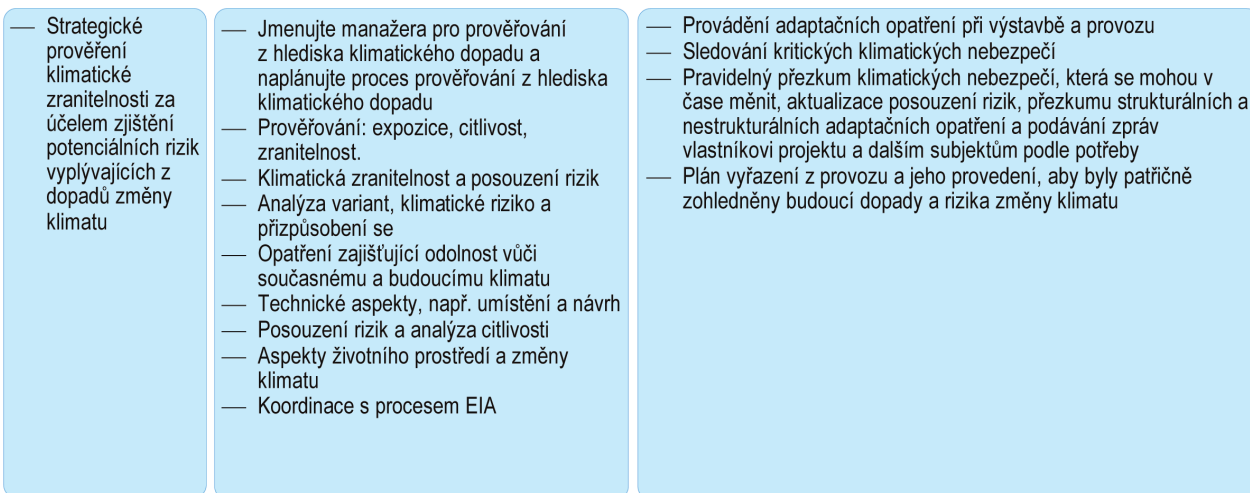 — Strategické
prověření
klimatické
zranitelnosti za
účelem zjištění
potenciálních rizik
vyplývajících z
dopadů změny
klimatu
— Jmenujte manažera pro prověřování
z hlediska klimatického dopadu a
naplánujte proces prověřování z hlediska
klimatického dopadu
— Prověřování: expozice, citlivost,
zranitelnost.
— Klimatická zranitelnost a posouzení rizik
— Analýza variant, klimatické riziko a
přizpůsobení se
— Opatření zajišťující odolnost vůči
současnému a budoucímu klimatu
— Technické aspekty, např. umístění a návrh
— Posouzení rizik a analýza citlivosti
— Aspekty životního prostředí a změny
klimatu
— Koordinace s procesem EIA
— Provádění adaptačních opatření při výstavbě a provozu
— Sledování kritických klimatických nebezpečí
— Pravidelný přezkum klimatických nebezpečí, která se mohou v
čase měnit, aktualizace posouzení rizik, přezkumu strukturálních a
nestrukturálních adaptačních opatření a podávání zpráv
vlastníkovi projektu a dalším subjektům podle potřeby
— Plán vyřazení z provozu a jeho provedení, aby byly patřičně
zohledněny budoucí dopady a rizika změny klimatu